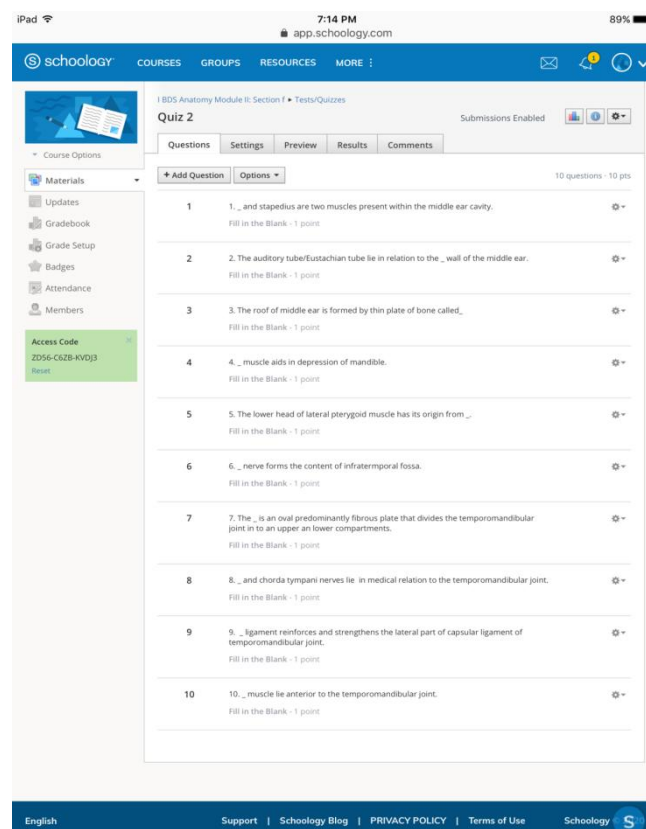 iPad 7:14 PM 89%
app.schoology.com
S schoology COURSES GROUPS RESOURCES MORE 1
I BDS Anatomy Module II: Section f ▸ Tests/Quizzes
Quiz 2 Submissions Enabled
Course Options
Questions Settings Preview Results Comments
Materials
+ Add Question Options 10 questions · 10 pts
Updates
Gradebook
Grade Setup
Badges
Attendance
Members
Access Code ×
ZD56-C6ZB-KVDJ3
Reset
1 1. _ and stapedius are two muscles present within the middle ear cavity.
Fill in the Blank · 1 point
2 2. The auditory tube/Eustachian tube lie in relation to the _ wall of the middle ear.
Fill in the Blank · 1 point
3 3. The roof of middle ear is formed by thin plate of bone called_
Fill in the Blank · 1 point
4 4. _ muscle aids in depression of mandible.
Fill in the Blank · 1 point
5 5. The lower head of lateral pterygoid muscle has its origin from _.
Fill in the Blank · 1 point
6 6. _ nerve forms the content of infratermporal fossa.
Fill in the Blank · 1 point
7 7. The _ is an oval predominantly fibrous plate that divides the temporomandibular
joint in to an upper an lower compartments.
Fill in the Blank · 1 point
8 8. _ and chorda tympani nerves lie in medical relation to the temporomandibular joint.
Fill in the Blank · 1 point
9 9. _ ligament reinforces and strengthens the lateral part of capsular ligament of
temporomandibular joint.
Fill in the Blank · 1 point
10 10. _ muscle lie anterior to the temporomandibular joint.
Fill in the Blank · 1 point
English Support | Schoology Blog | PRIVACY POLICY | Terms of Use Schoology S